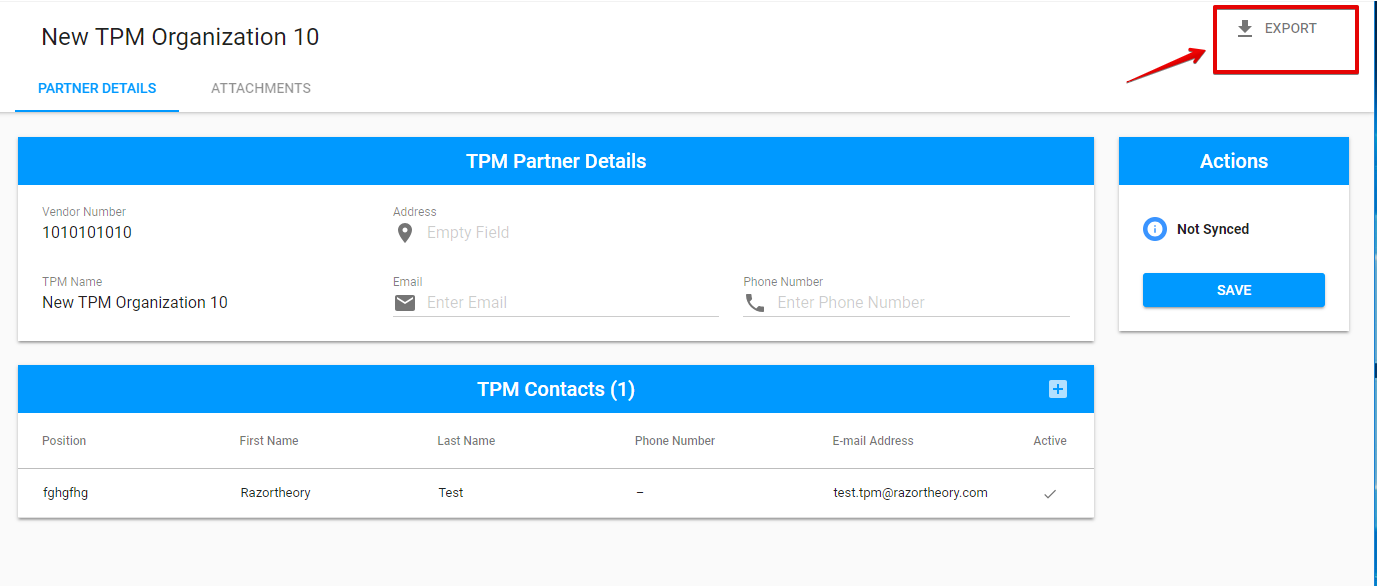 New TPM Organization 10
EXPORT
PARTNER DETAILS ATTACHMENTS
TPM Partner Details
Vendor Number Address
1010101010 Empty Field
TPM Name Email Phone Number
New TPM Organization 10 Enter Email Enter Phone Number
Actions
Not Synced
SAVE
TPM Contacts (1)
Position First Name Last Name Phone Number E-mail Address Active
fghgfhg Razortheory Test – test.tpm@razortheory.com